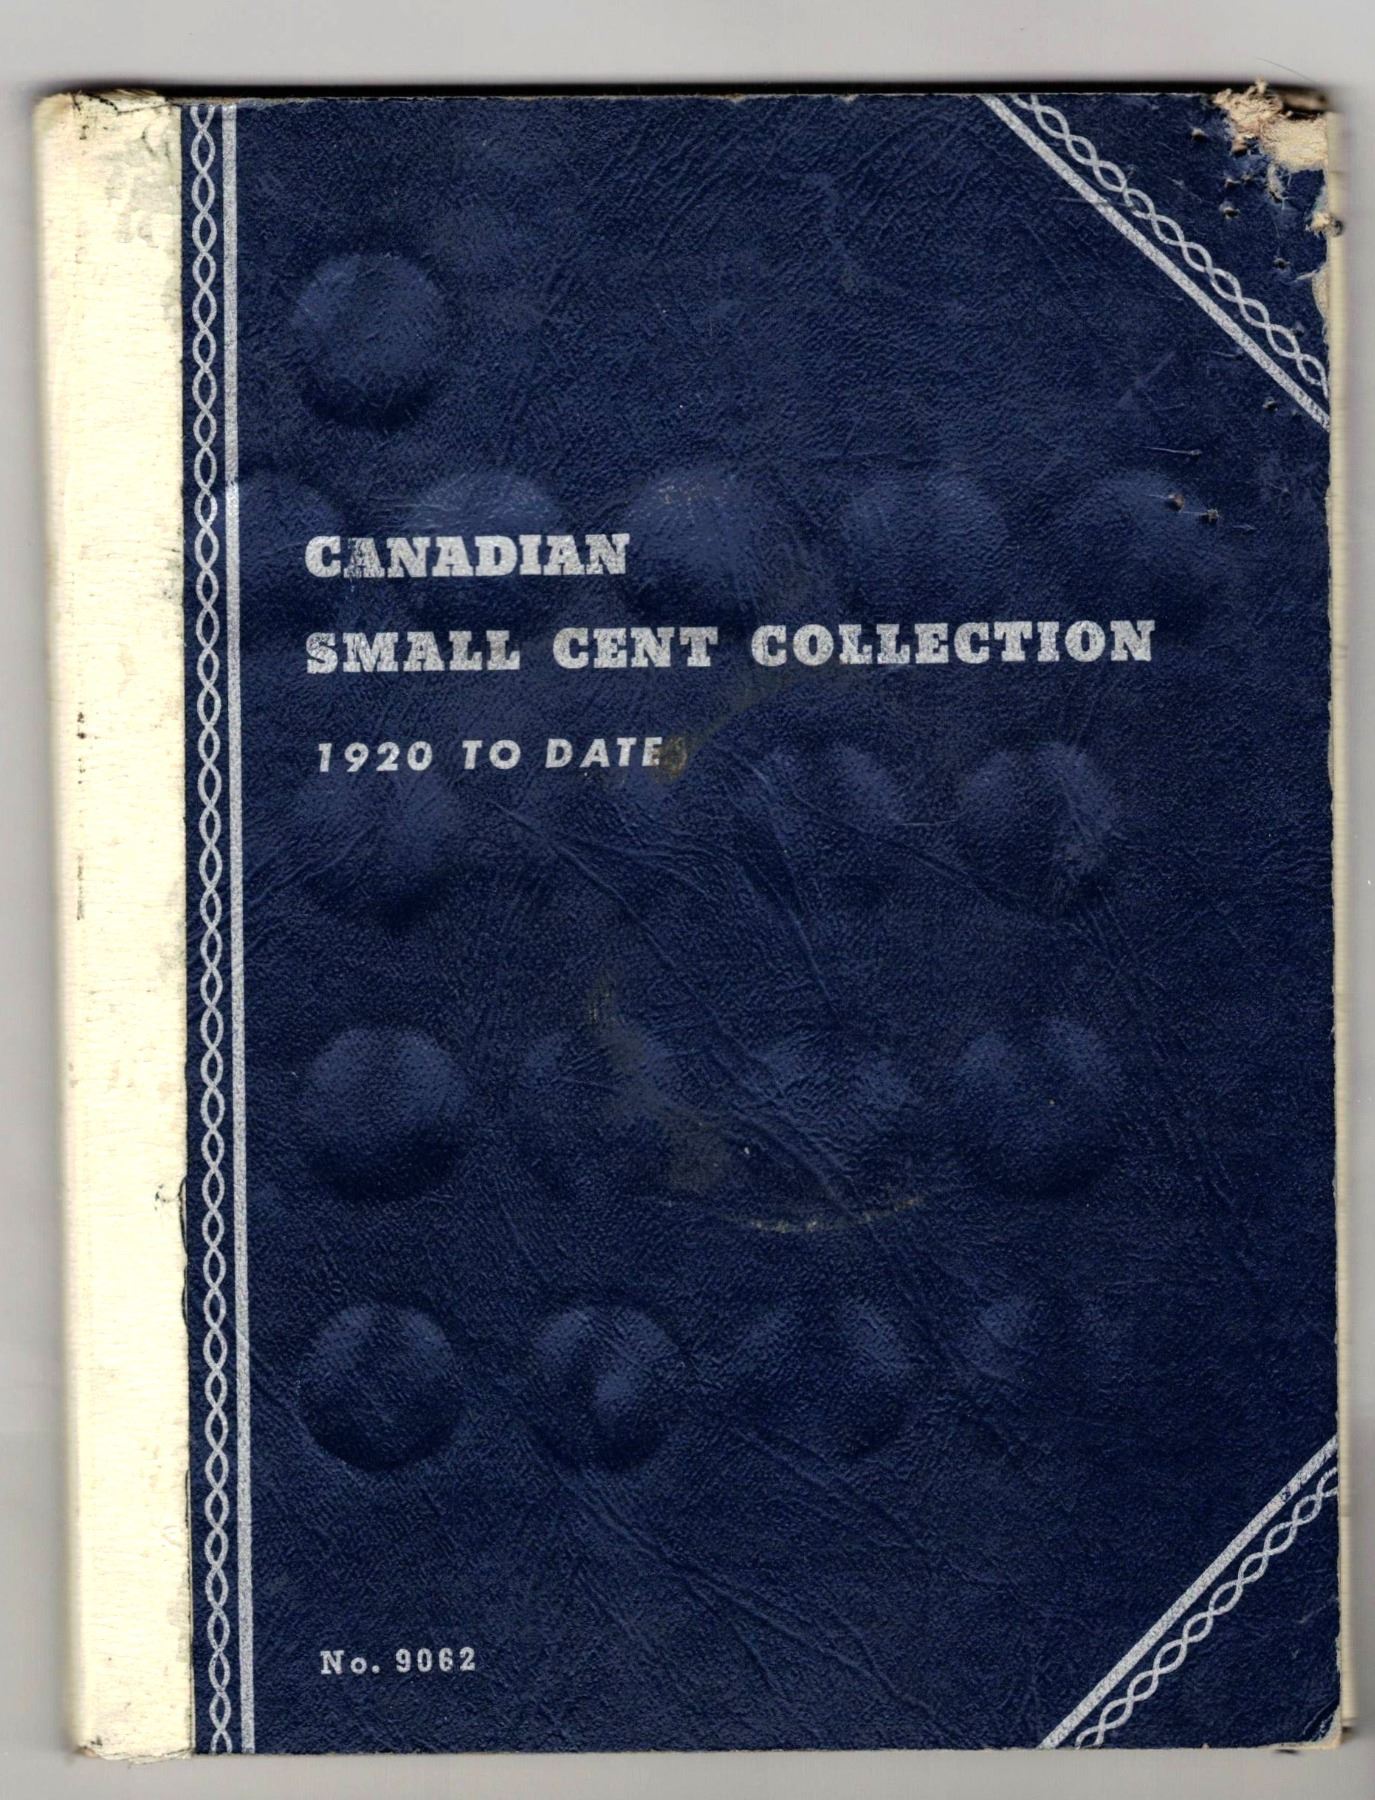 CANADIAN
SMALL CENT COLLECTION
1920 TO DATE
No. 9062